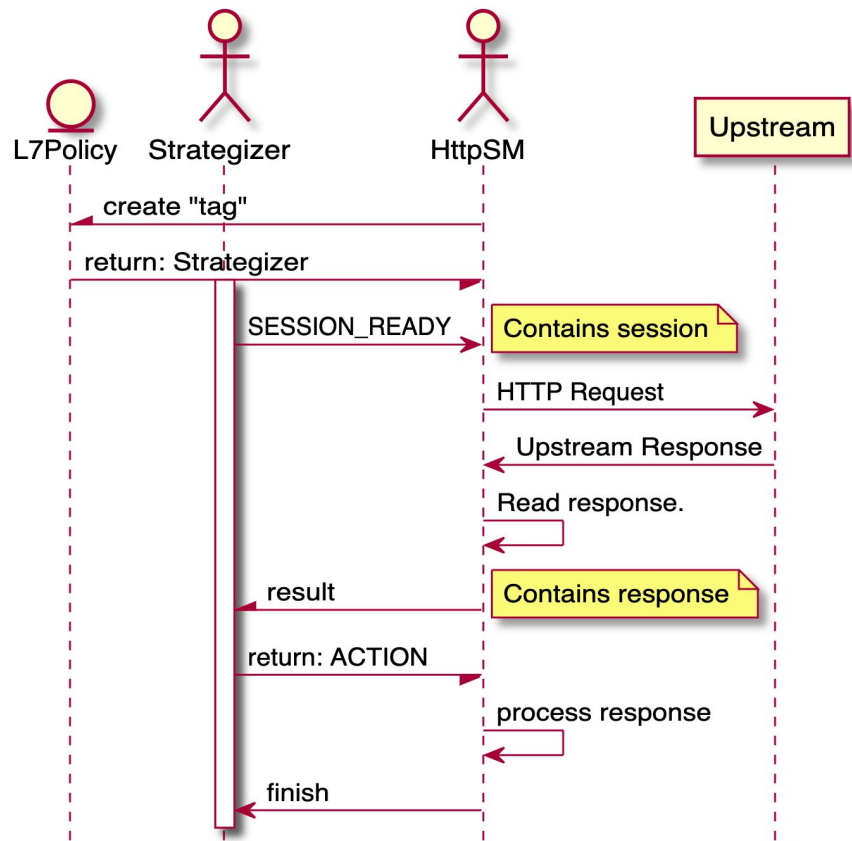 L7Policy
Strategizer
HttpSM
Upstream
create "tag"
return: Strategizer
SESSION_READY
Contains session
HTTP Request
Upstream Response
Read response.
result
Contains response
return: ACTION
process response
finish